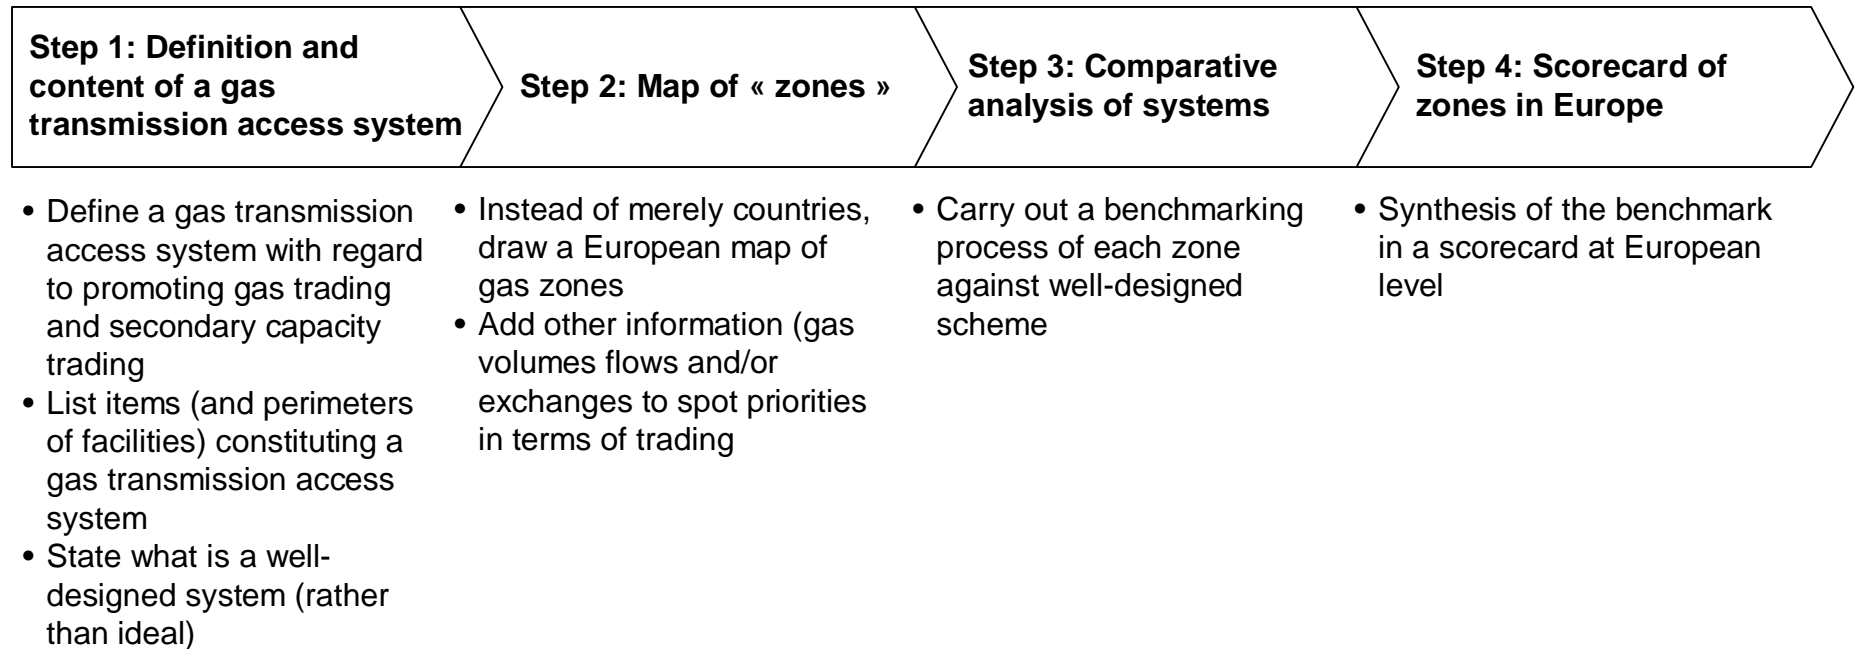 Step 1: Definition and
content of a gas
transmission access system
Step 2: Map of « zones »
Step 3: Comparative
analysis of systems
Step 4: Scorecard of
zones in Europe
• Define a gas transmission
access system with regard
to promoting gas trading
and secondary capacity
trading
• List items (and perimeters
of facilities) constituting a
gas transmission access
system
• State what is a well-
designed system (rather
than ideal)
• Instead of merely countries,
draw a European map of
gas zones
• Add other information (gas
volumes flows and/or
exchanges to spot priorities
in terms of trading
• Carry out a benchmarking
process of each zone
against well-designed
scheme
• Synthesis of the benchmark
in a scorecard at European
level